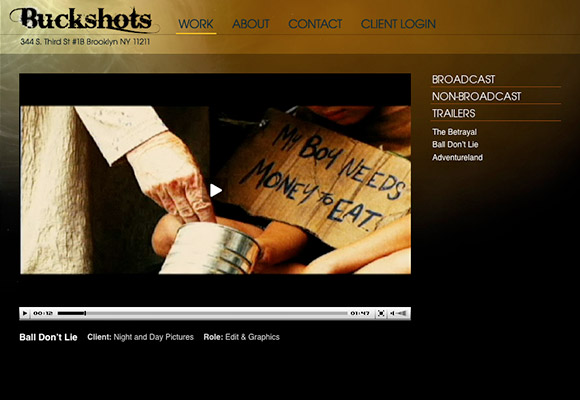 Buckshots
344 S. Third St #1B Brooklyn NY 11211
WORK ABOUT CONTACT CLIENT LOGIN
MY BOY NEEDS
MONEY TO EAT.
BROADCAST
NON-BROADCAST
TRAILERS
The Betrayal
Ball Don't Lie
Adventureland
00:12 01:47
Ball Don't Lie Client: Night and Day Pictures Role: Edit & Graphics